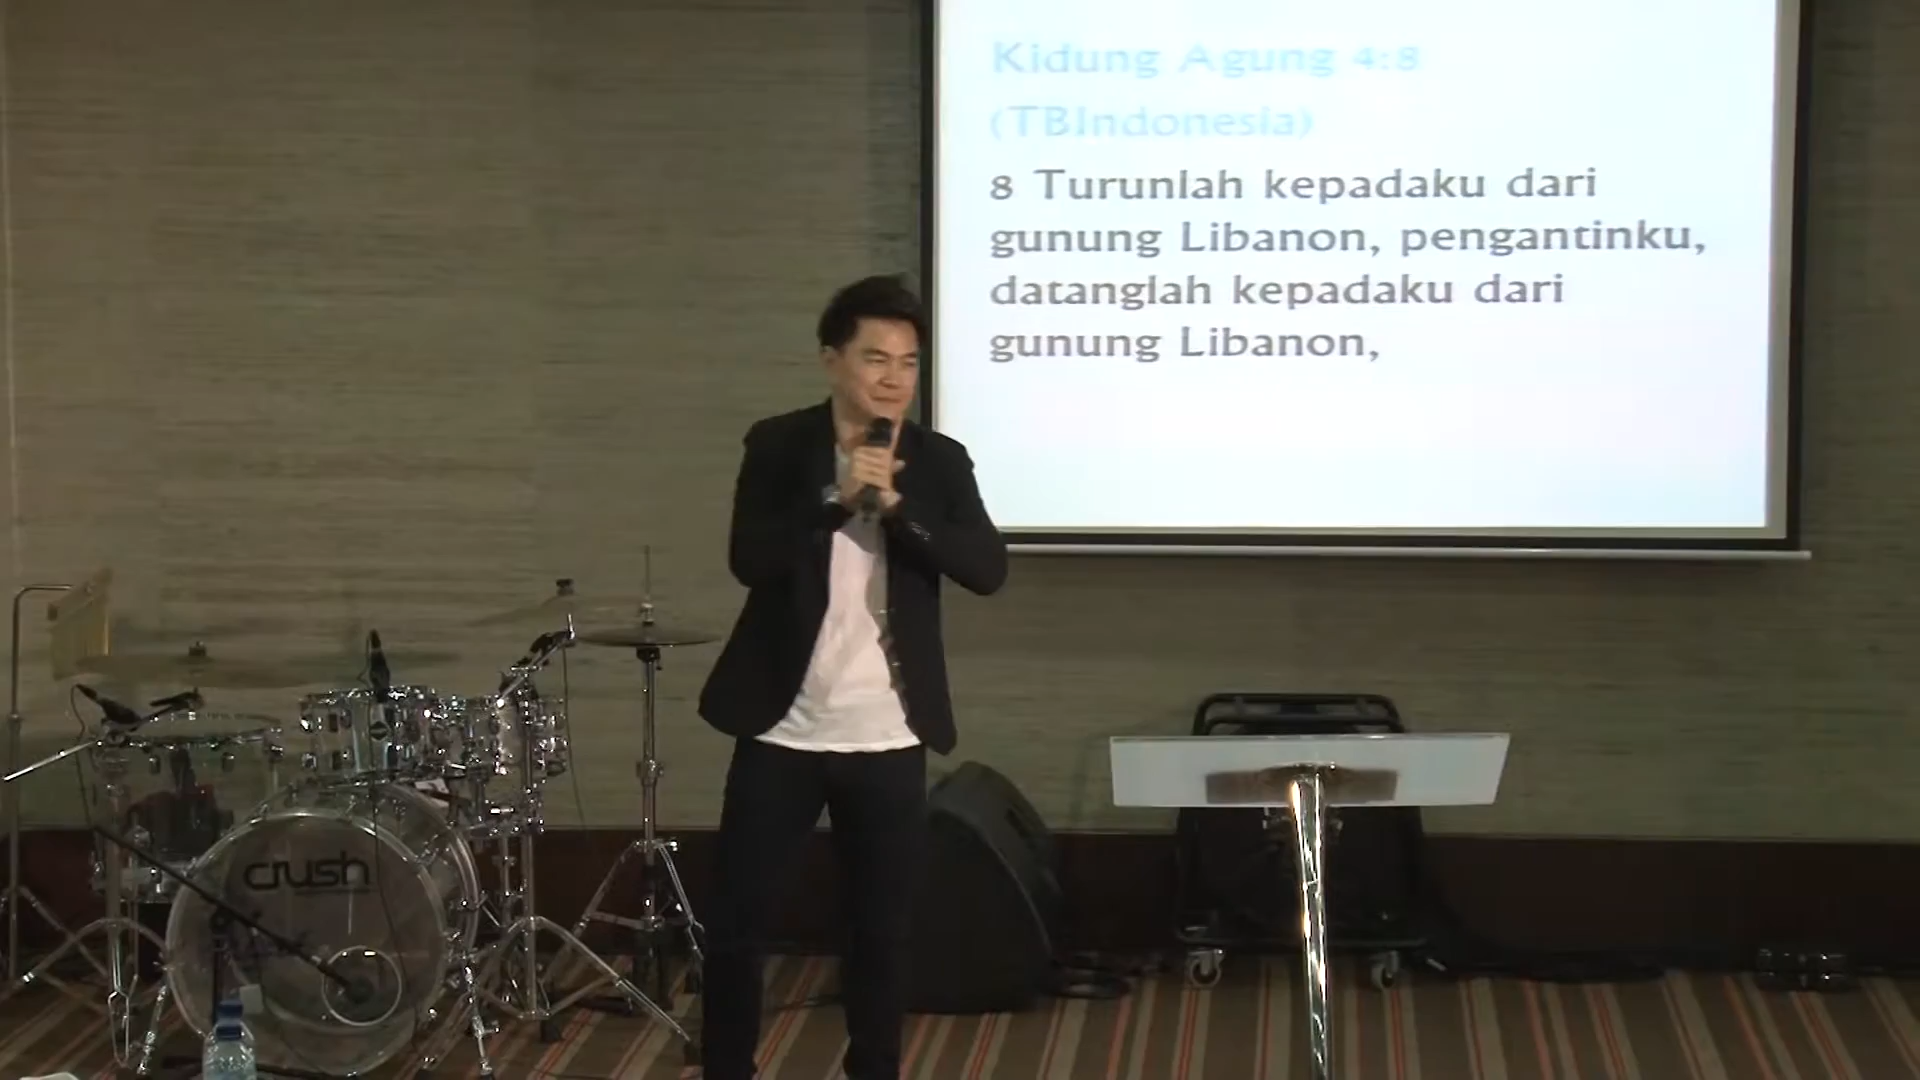 Kidung Agung 4:8
(TBIndonesia)
8 Turunlah kepadaku dari
gunung Libanon, pengantinku,
datanglah kepadaku dari
gunung Libanon,
crush